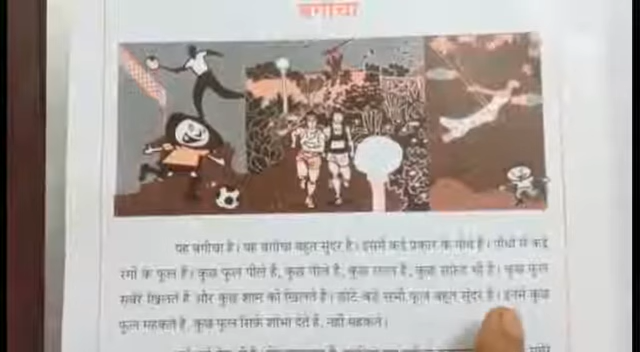 बगीचा
यह बगीचा है। यह बगीचा बहुत सुंदर है। इसमें कई प्रकार के पौधे हैं। पौधों में कई
रंगों के फूल हैं। कुछ फूल पीले हैं, कुछ नीले हैं, कुछ लाल हैं, कुछ सफेद भी हैं। कुछ फूल
सवेरे खिलते हैं और कुछ शाम को खिलते हैं। छोटे-बड़े सभी फूल बहुत सुंदर हैं। इनमें कुछ
फूल महकते हैं, कुछ फूल सिर्फ शोभा देते हैं, नहीं महकते।